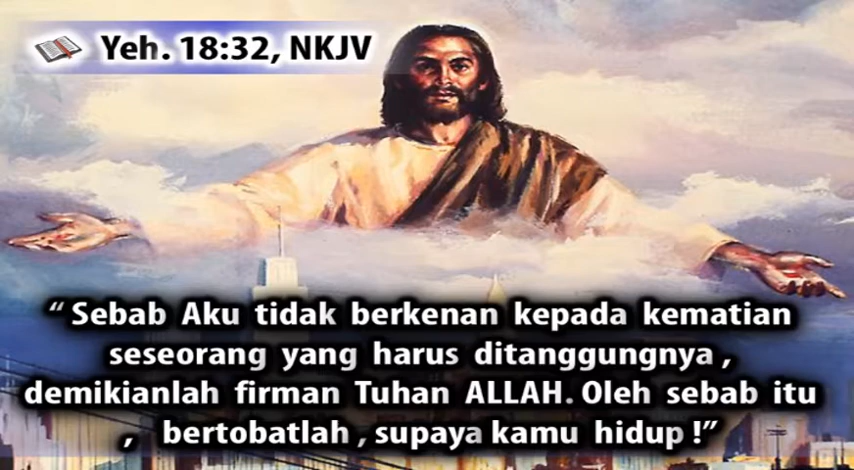 Yeh. 18:32, NKJV
“ Sebab Aku tidak berkenan kepada kematian
seseorang yang harus ditanggungnya ,
demikianlah firman Tuhan ALLAH. Oleh sebab itu
, bertobatlah , supaya kamu hidup !”